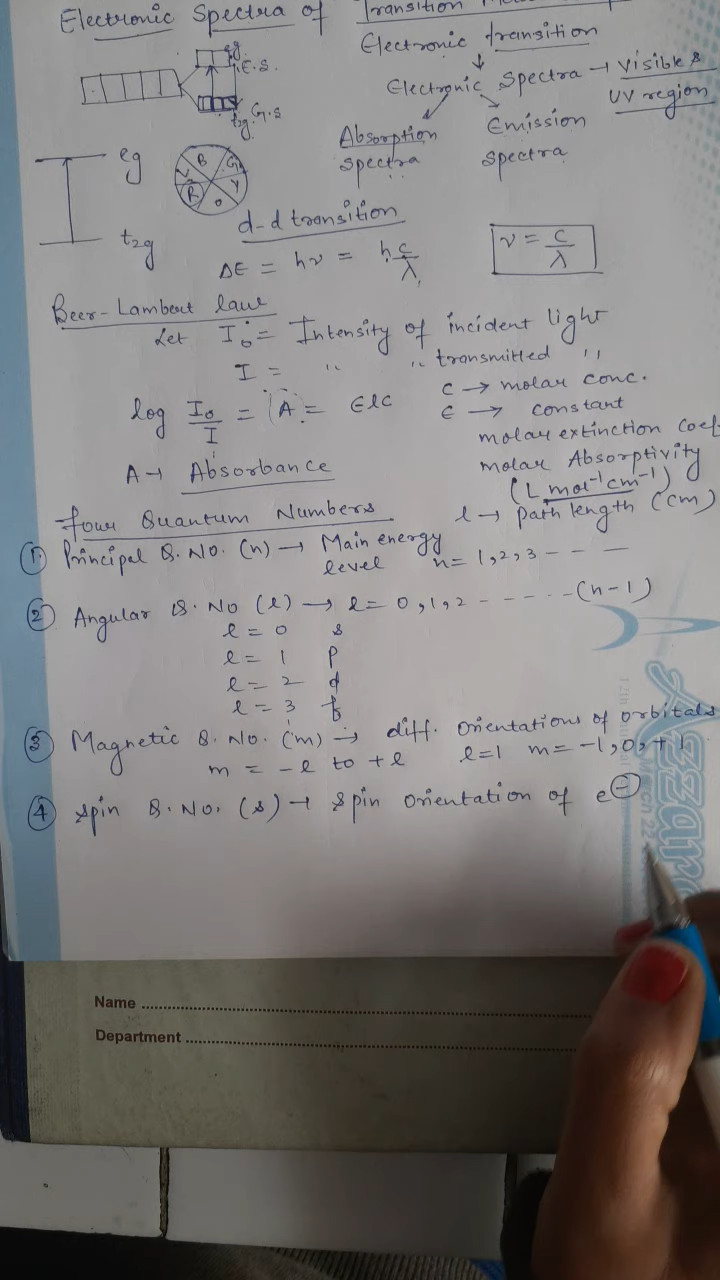 Electronic Spectra of Transition
Electronic transition
Electronic Spectra → Visible &
UV region
Absorption Spectra
Emission Spectra
eg
E.S.
t2g G.S
eg
t2g
V B G Y O R
d-d transition
ΔE = hν = h c/λ
ν = c/λ
Beer-Lambert law
Let I₀ = Intensity of incident light
I = " " transmitted "
log I₀/I = A = ϵlc
c → molar conc.
ϵ → constant
molar extinction Coef
molar Absorptivity
(L mol⁻¹ cm⁻¹)
l → path length (cm)
A → Absorbance
four Quantum Numbers
① Principal Q. No. (n) → Main energy level n = 1, 2, 3 - - -
② Angular Q. No (l) → l = 0, 1, 2 - - - - - - (n-1)
l = 0 s
l = 1 p
l = 2 d
l = 3 f
③ Magnetic Q. No. (m) → diff. Orientations of orbitals
m = -l to +l l=1 m = -1, 0, +1
④ Spin Q. No. (s) → Spin Orientation of e⊖
Name
Department